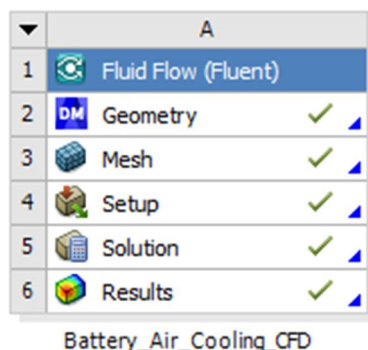 A
1 Fluid Flow (Fluent)
2 DM Geometry
3 Mesh
4 Setup
5 Solution
6 Results
Battery_Air_Cooling_CFD